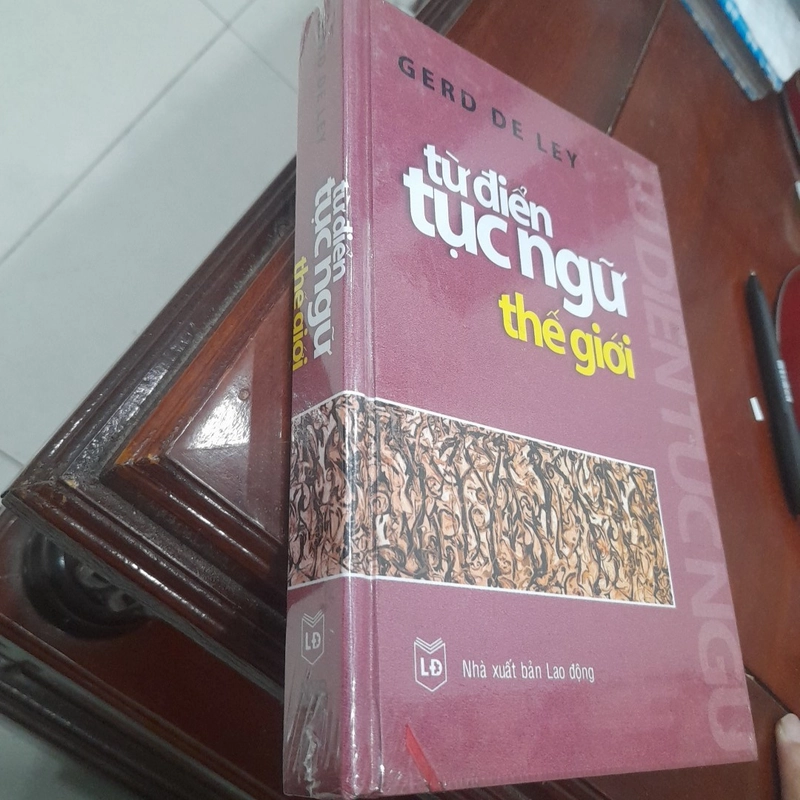 GERD DE LEY
từ điển
tục ngữ
thế giới
TỪ ĐIỂN TỤC NGỮ
LĐ
Nhà xuất bản Lao động
từ điển
tục ngữ
thế giới
LĐ